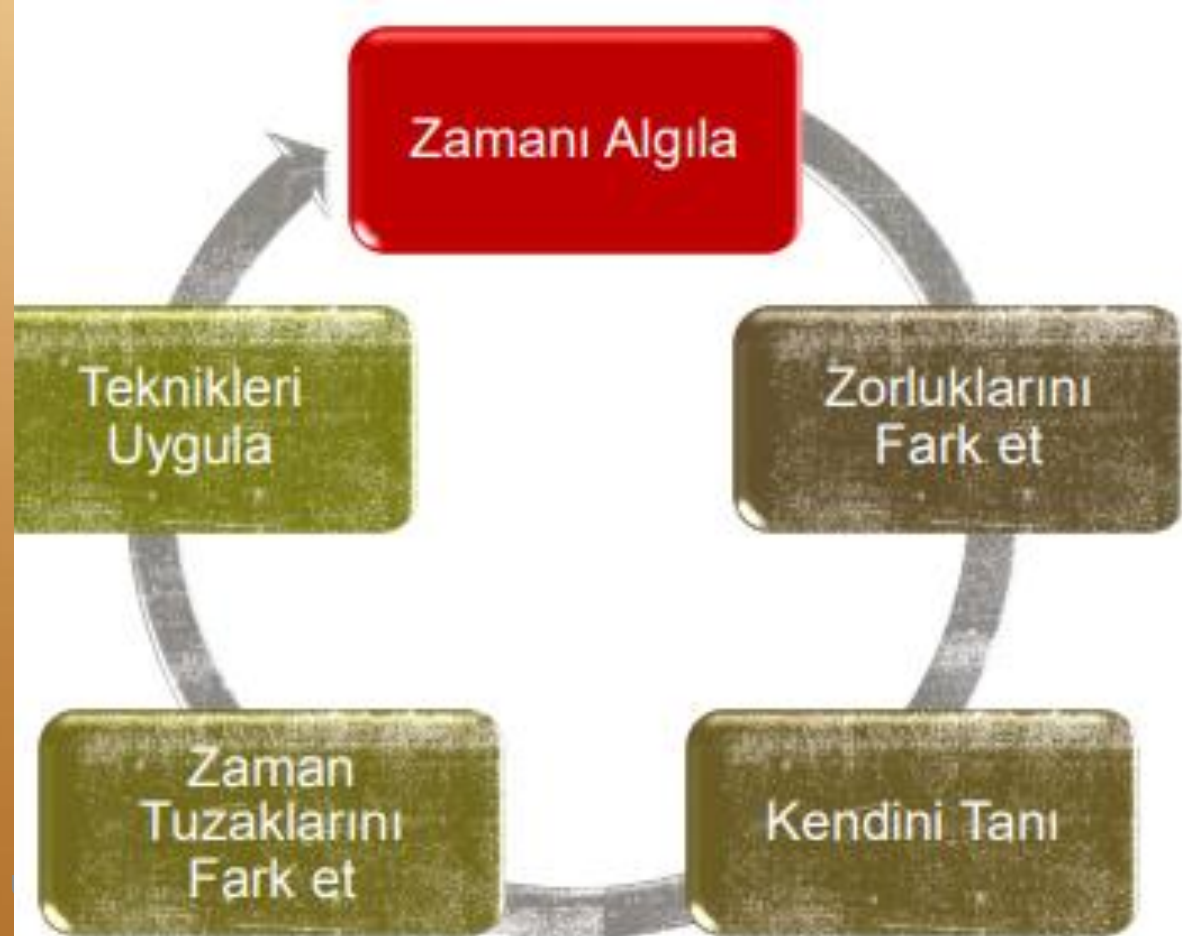 Zamanı Algıla
Zorluklarını
Fark et
Kendini Tanı
Zaman
Tuzaklarını
Fark et
Teknikleri
Uygula